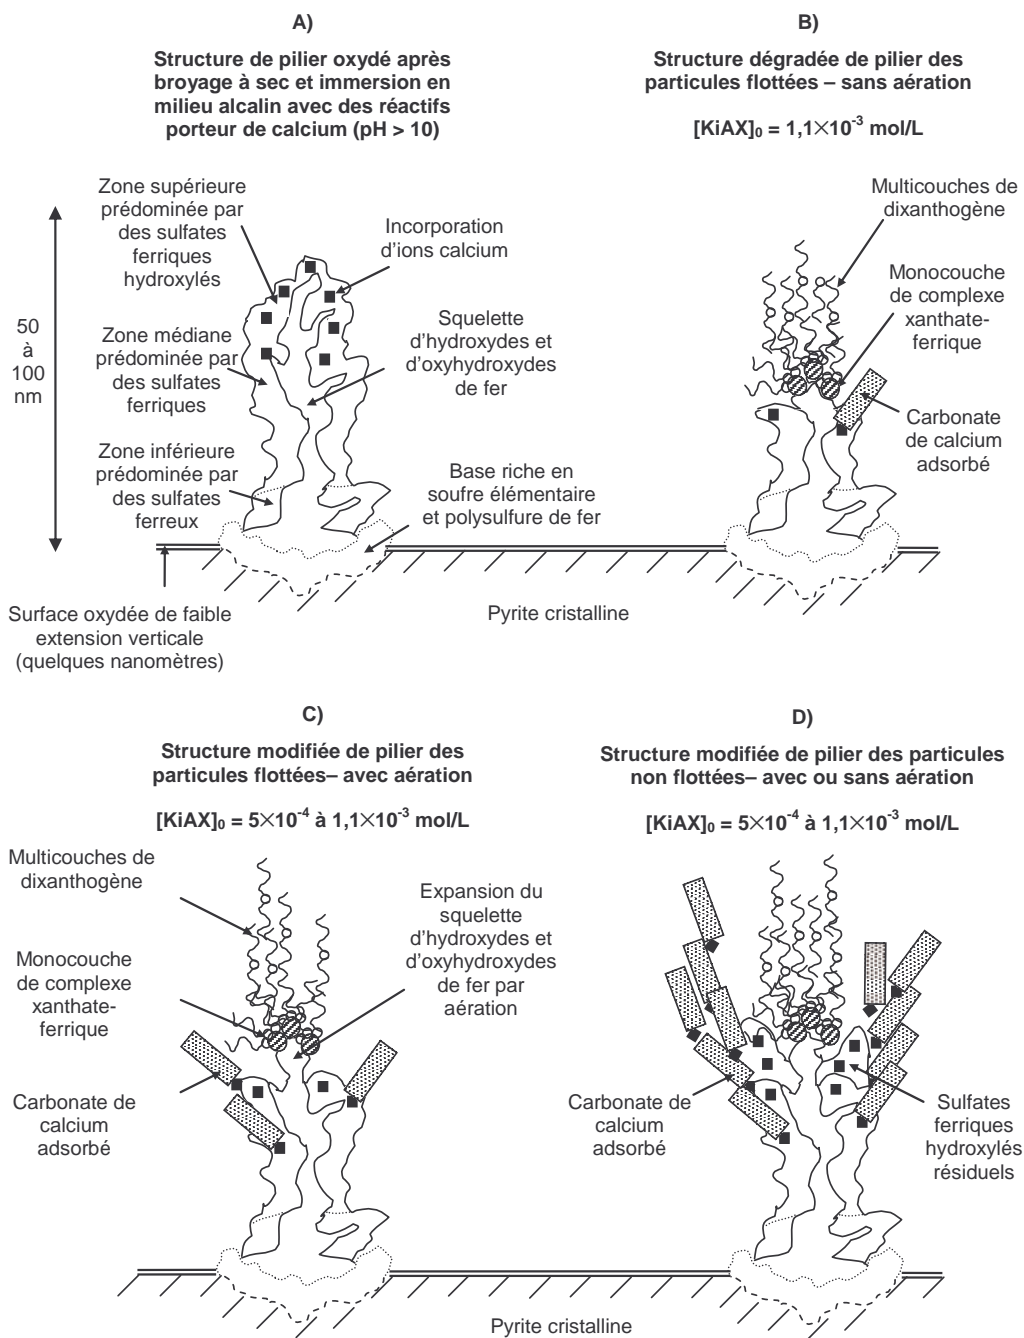 A)
Structure de pilier oxydé après
broyage à sec et immersion en
milieu alcalin avec des réactifs
porteur de calcium (pH > 10)
B)
Structure dégradée de pilier des
particules flottées – sans aération
[KiAX]₀ = 1,1×10⁻³ mol/L
50
à
100
nm
Zone supérieure
prédominée par
des sulfates
ferriques
hydroxylés
Zone médiane
prédominée par
des sulfates
ferriques
Zone inférieure
prédominée par
des sulfates
ferreux
Incorporation
d'ions calcium
Squelette
d'hydroxydes et
d'oxyhydroxydes
de fer
Base riche en
soufre élémentaire
et polysulfure de fer
Multicouches de
dixanthogène
Monocouche
de complexe
xanthate-
ferrique
Carbonate
de calcium
adsorbé
Surface oxydée de faible
extension verticale
(quelques nanomètres)
Pyrite cristalline
C)
Structure modifiée de pilier des
particules flottées– avec aération
[KiAX]₀ = 5×10⁻⁴ à 1,1×10⁻³ mol/L
D)
Structure modifiée de pilier des particules
non flottées– avec ou sans aération
[KiAX]₀ = 5×10⁻⁴ à 1,1×10⁻³ mol/L
Multicouches de
dixanthogène
Monocouche
de complexe
xanthate-
ferrique
Carbonate de
calcium
adsorbé
Expansion du
squelette
d'hydroxydes et
d'oxyhydroxydes
de fer par
aération
Carbonate de
calcium
adsorbé
Sulfates
ferriques
hydroxylés
résiduels
Pyrite cristalline